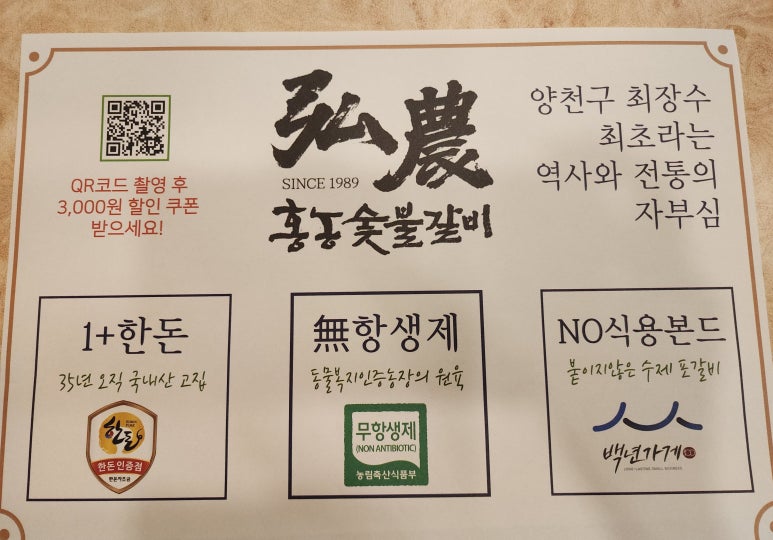 弘農
SINCE 1989
홍농숯불갈비
QR코드 촬영 후
3,000원 할인 쿠폰
받으세요!
양천구 최장수
최초라는
역사와 전통의
자부심
1+한돈
35년 오직 국내산 고집
한돈
한돈인증점
한돈자조금
無항생제
동물복지인증농장의 원육
무항생제
(NON ANTIBIOTIC)
농림축산식품부
NO식용본드
붙이지않은 수제 포갈비
백년가게